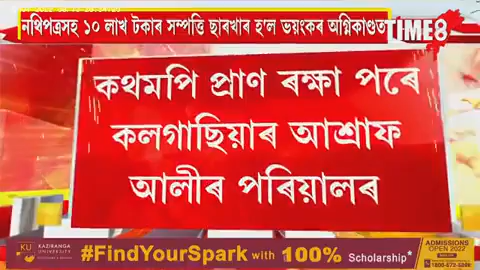 নথিপত্ৰসহ ১০ লাখ টকাৰ সম্পত্তি ছাৰখাৰ হ'ল ভয়ংকৰ অগ্নিকাণ্ডত
TIME8
কথমপি প্ৰাণ ৰক্ষা পৰে
কলগাছিয়াৰ আশ্ৰাফ
আলীৰ পৰিয়ালৰ
KU KAZIRANGA UNIVERSITY
#FindYourSpark with 100% Scholarship*
ADMISSIONS
OPEN 2022